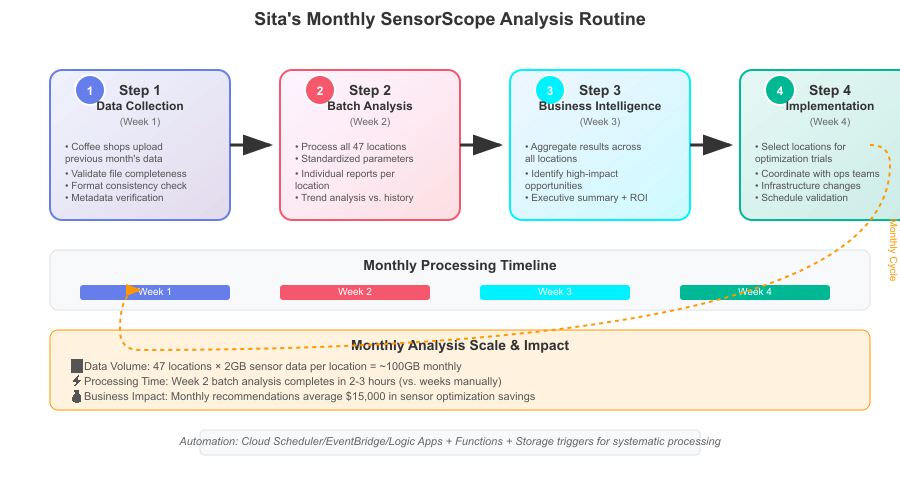 Sita's Monthly SensorScope Analysis Routine
1
Step 1
Data Collection
(Week 1)
• Coffee shops upload
previous month's data
• Validate file completeness
• Format consistency check
• Metadata verification
2
Step 2
Batch Analysis
(Week 2)
• Process all 47 locations
• Standardized parameters
• Individual reports per
location
• Trend analysis vs. history
3
Step 3
Business Intelligence
(Week 3)
• Aggregate results across
all locations
• Identify high-impact
opportunities
• Executive summary + ROI
4
Step 4
Implementation
(Week 4)
• Select locations for
optimization trials
• Coordinate with ops teams
• Infrastructure changes
• Schedule validation
Monthly Cycle
Monthly Processing Timeline
Week 1
Week 2
Week 3
Week 4
Monthly Analysis Scale & Impact
Data Volume: 47 locations × 2GB sensor data per location = ~100GB monthly
Processing Time: Week 2 batch analysis completes in 2-3 hours (vs. weeks manually)
Business Impact: Monthly recommendations average $15,000 in sensor optimization savings
Automation: Cloud Scheduler/EventBridge/Logic Apps + Functions + Storage triggers for systematic processing